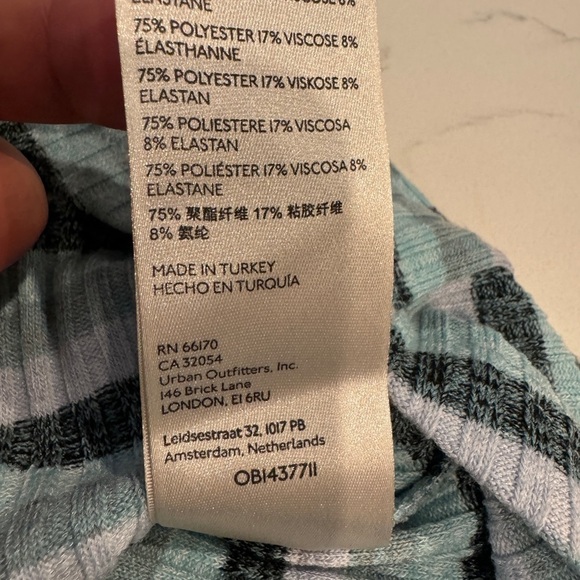 ELASTANE
75% POLYESTER 17% VISCOSE 8%
ÉLASTHANNE
75% POLYESTER 17% VISKOSE 8%
ELASTAN
75% POLIESTERE 17% VISCOSA
8% ELASTAN
75% POLIÉSTER 17% VISCOSA 8%
ELASTANE
75% 聚酯纤维 17% 粘胶纤维
8% 氨纶
MADE IN TURKEY
HECHO EN TURQUÍA
RN 66170
CA 32054
Urban Outfitters, Inc.
146 Brick Lane
LONDON, E1 6RU
Leidsestraat 32, 1017 PB
Amsterdam, Netherlands
OB1437711